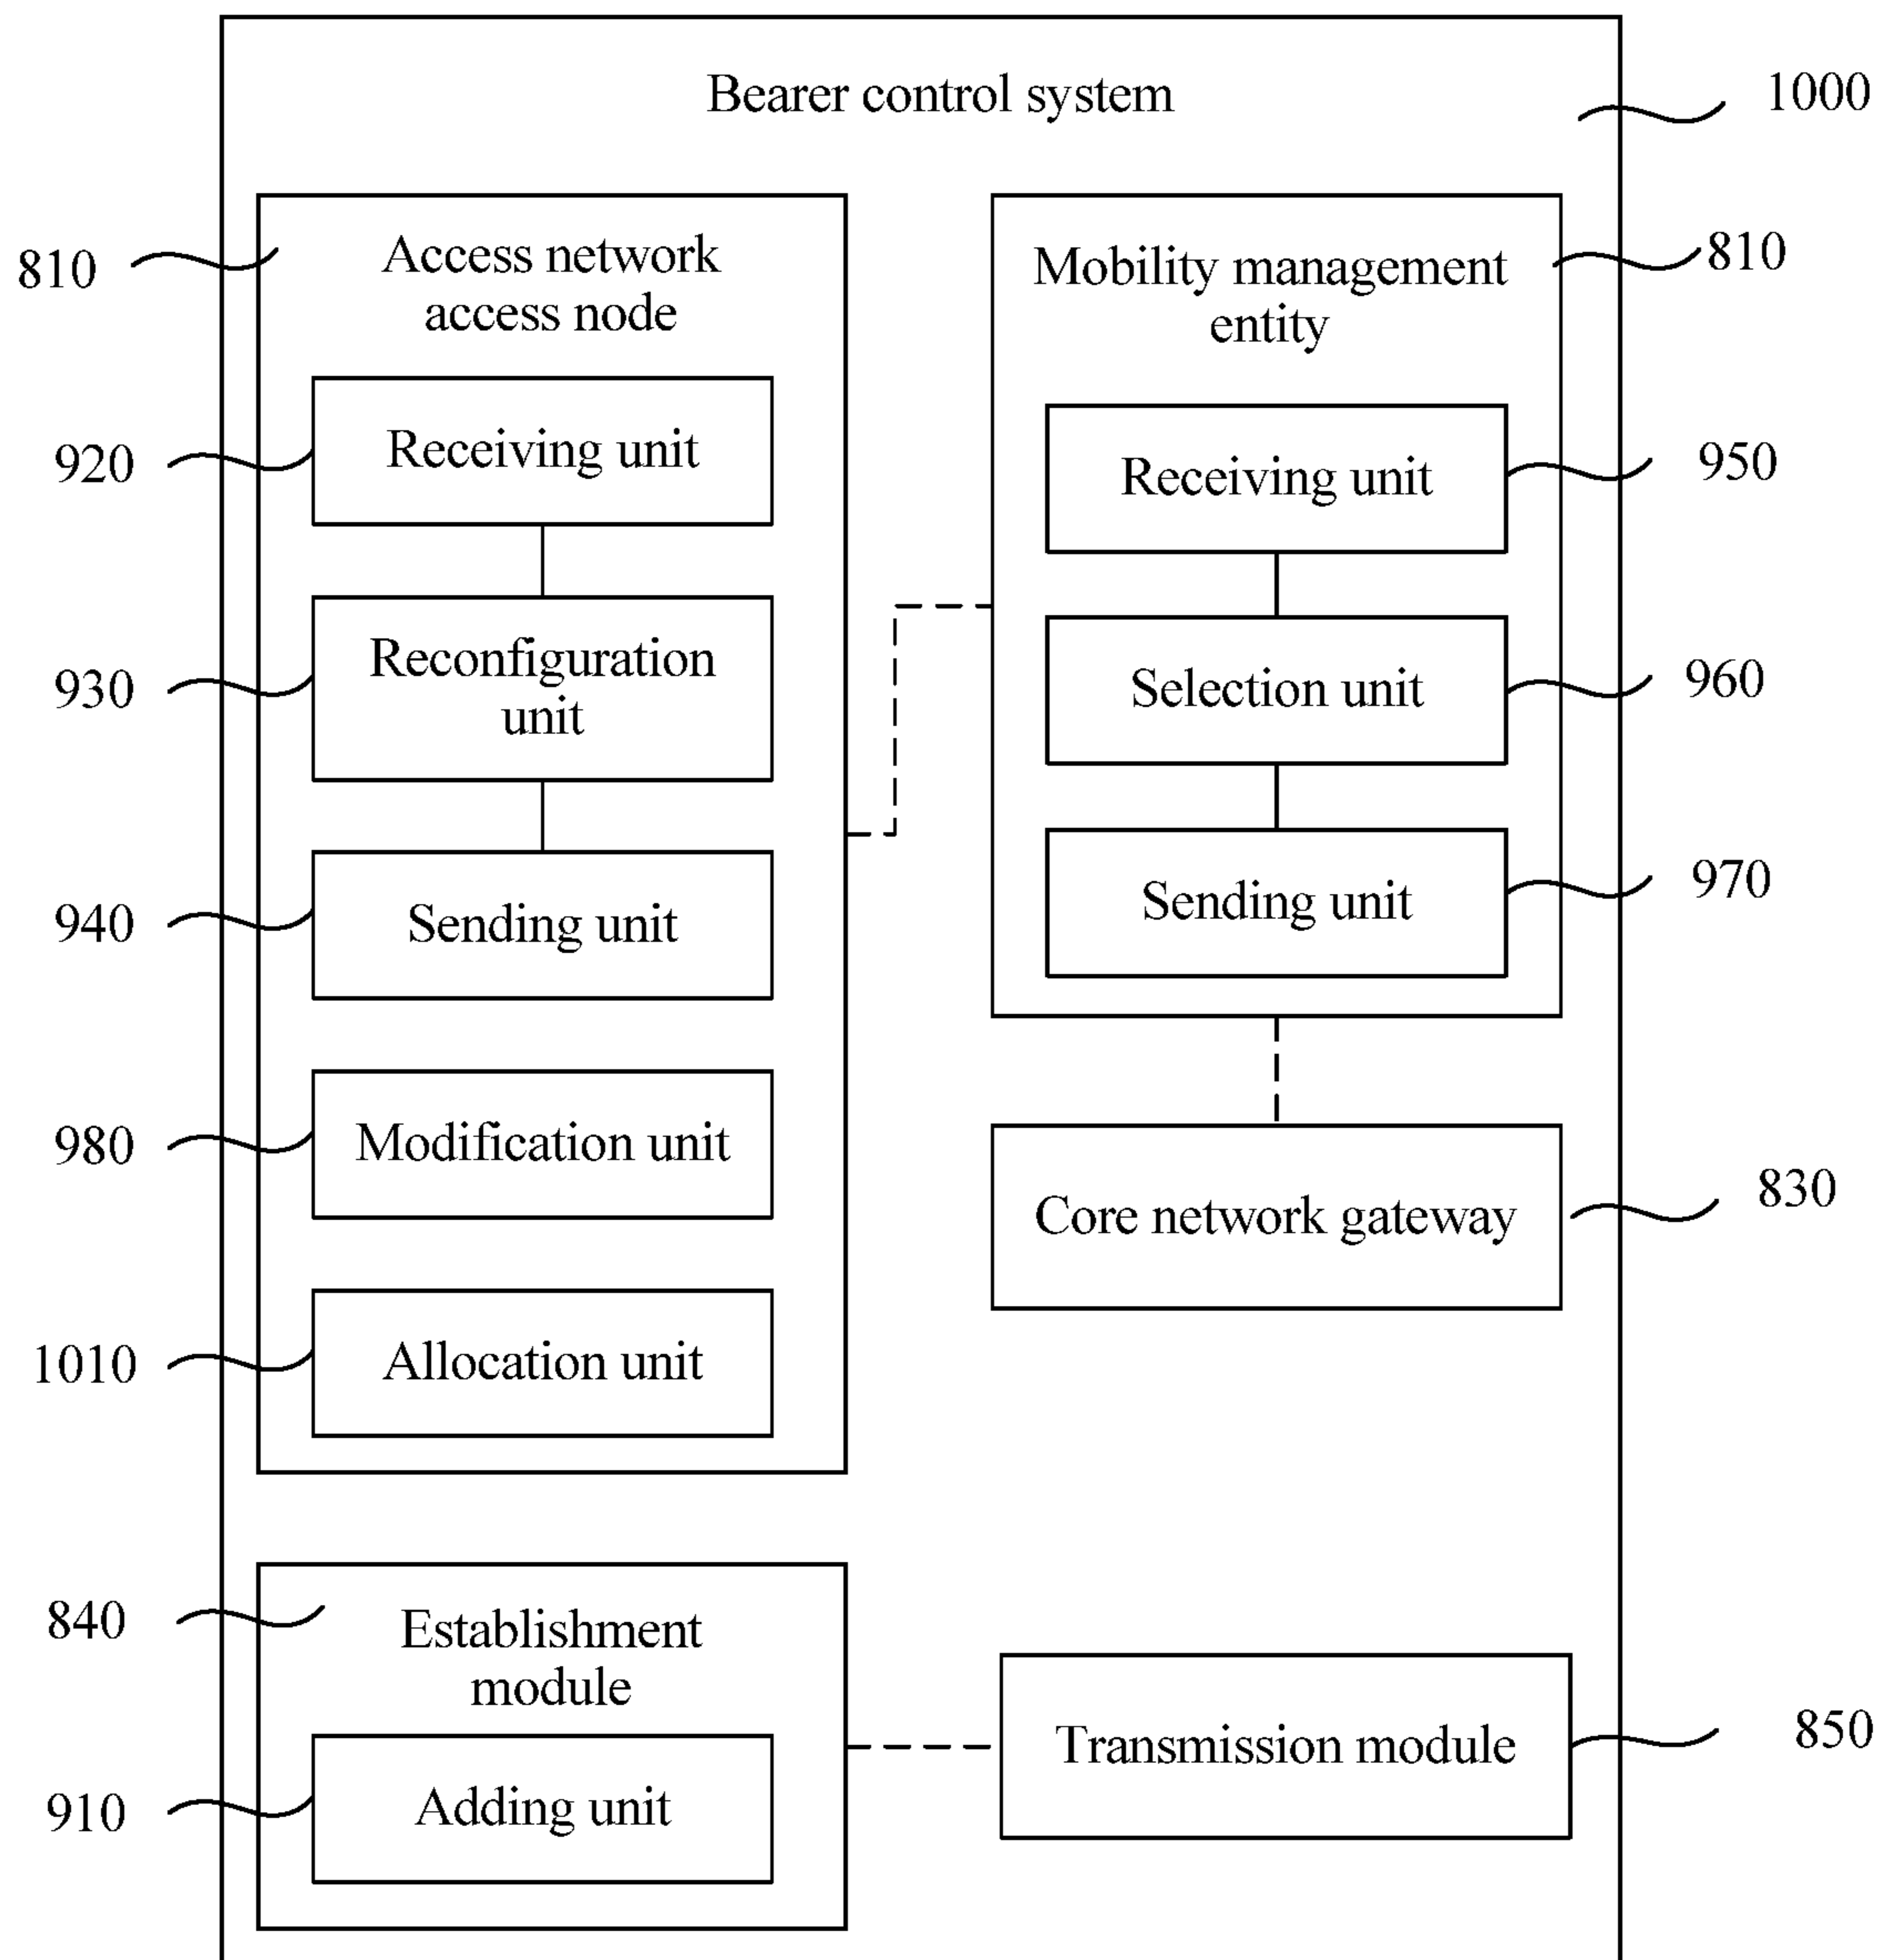 Bearer control system
1000
810
Access network
access node
Mobility management
entity
810
920
Receiving unit
Receiving unit
950
930
Reconfiguration
unit
Selection unit
960
940
Sending unit
Sending unit
970
980
Modification unit
Core network gateway
830
1010
Allocation unit
840
Establishment
module
910
Adding unit
Transmission module
850